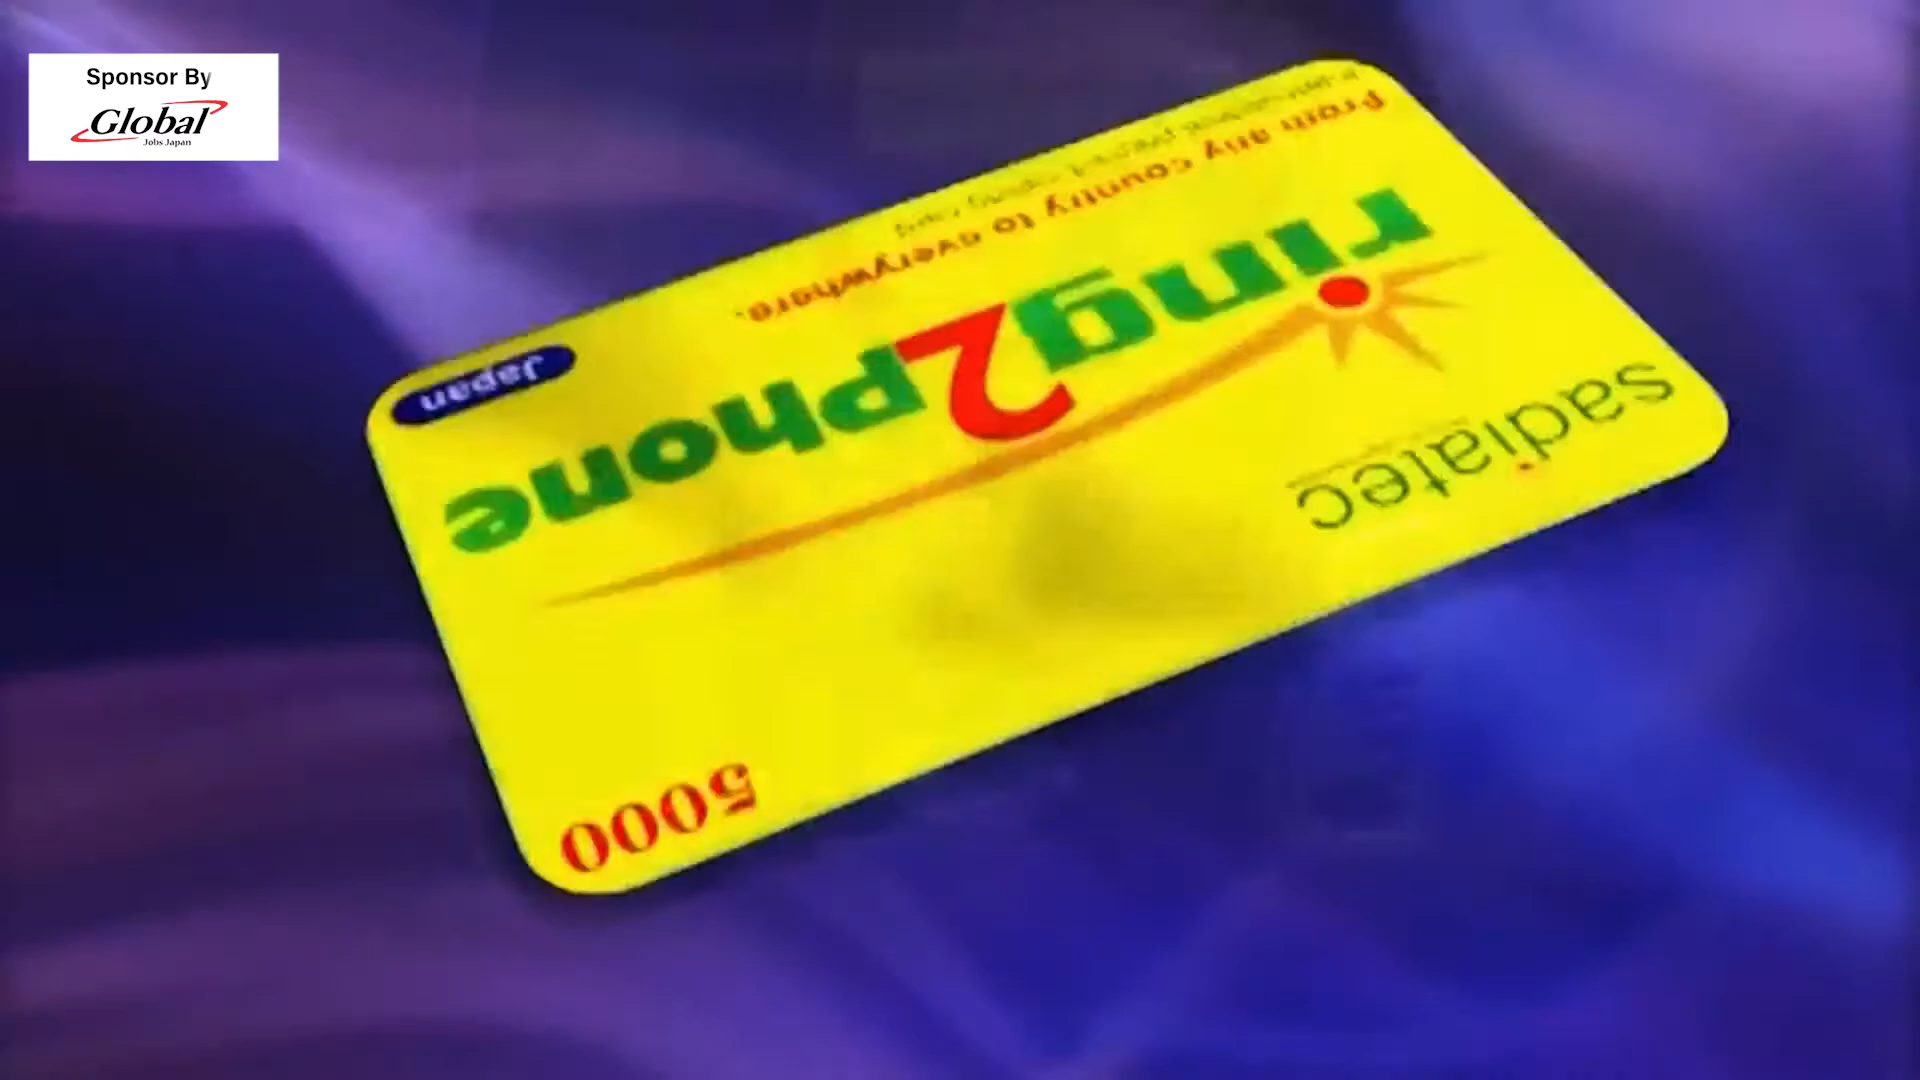 Sponsor By
Global
Jobs Japan
sadiatec
ring2Phone
From any country to everywhere.
Japan
5000